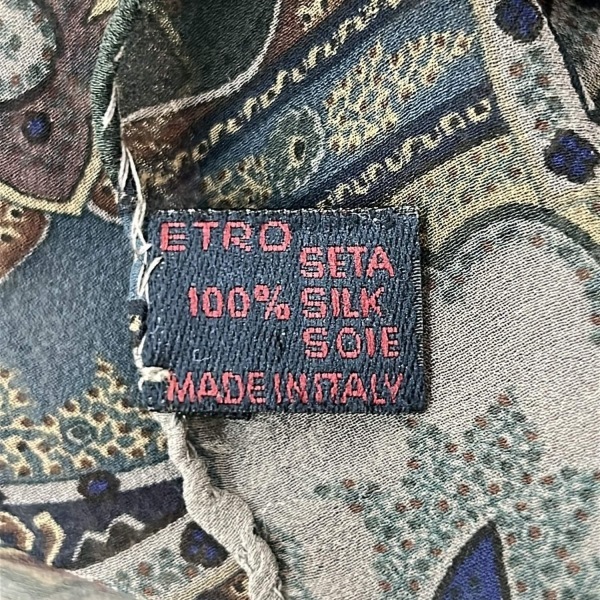 ETRO
SETA
100% SILK
SOIE
MADE IN ITALY